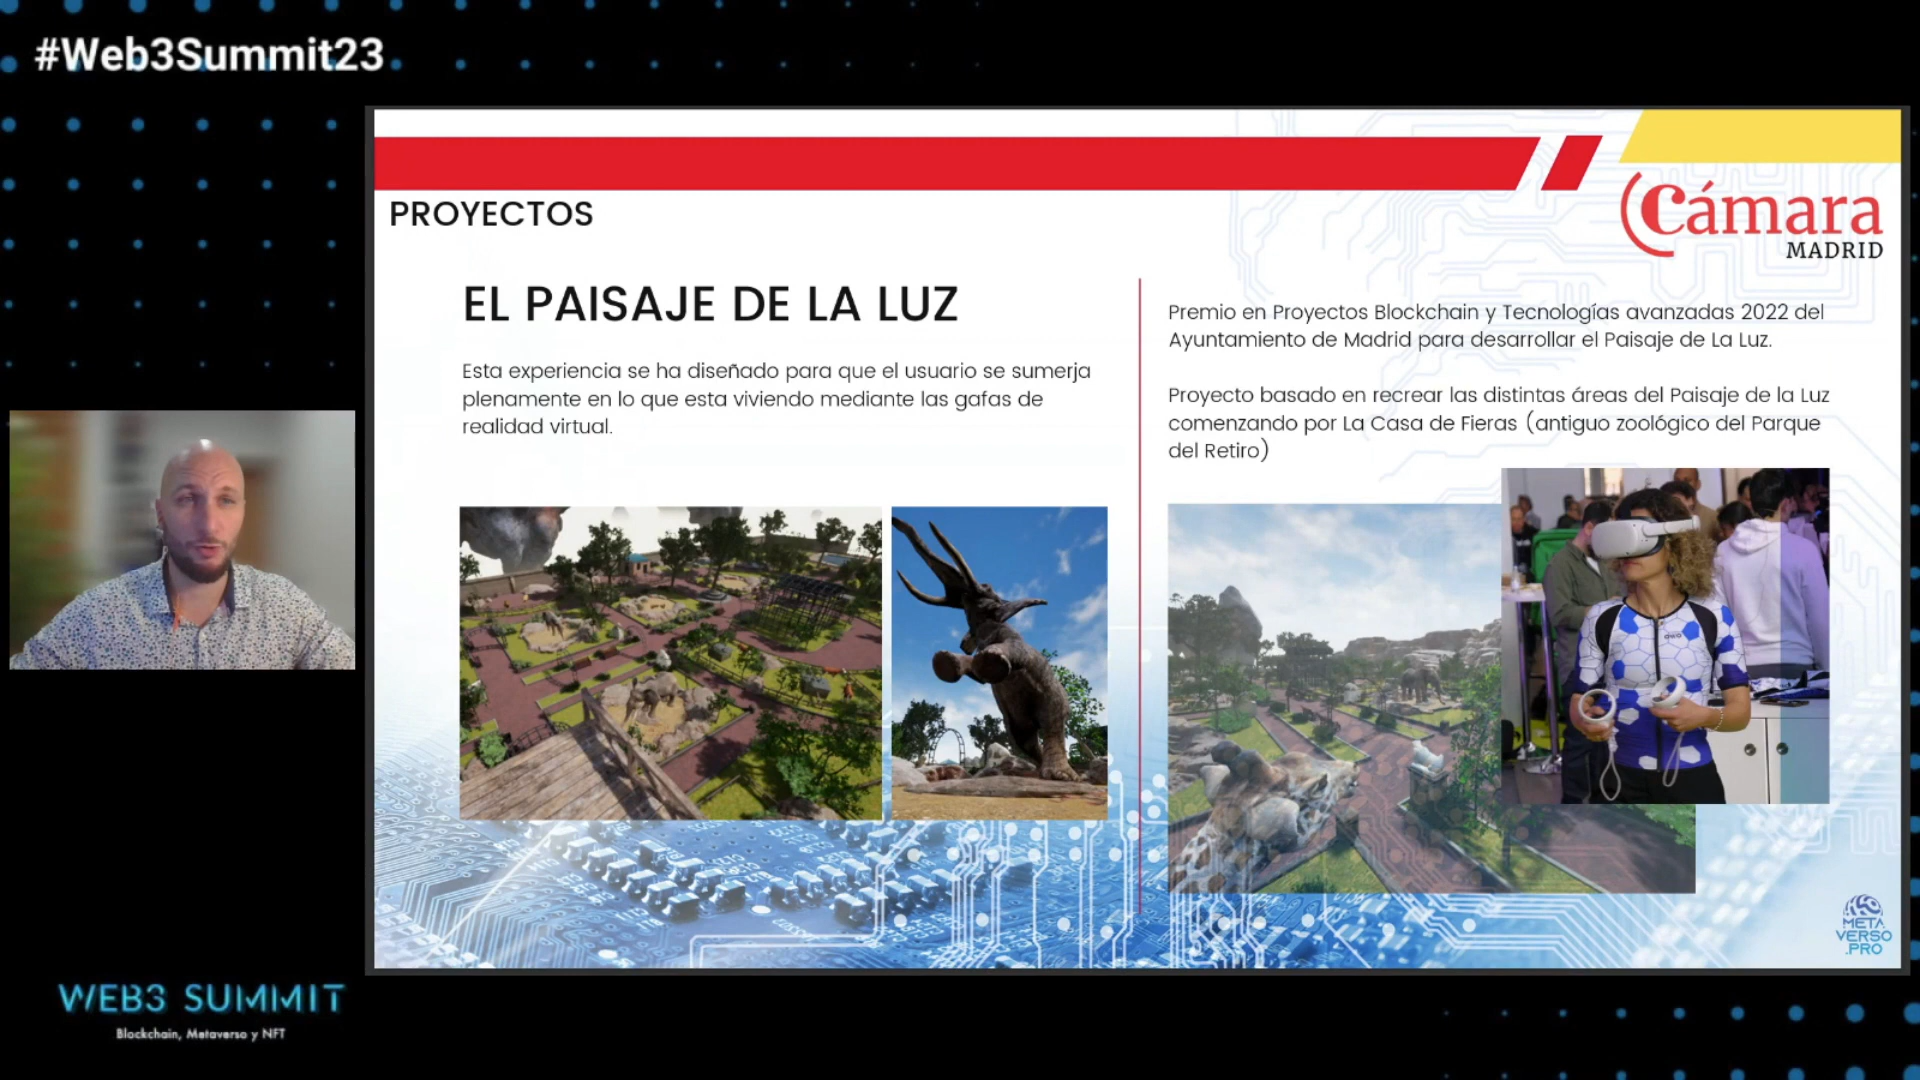 #Web3Summit23
PROYECTOS
Cámara
MADRID
EL PAISAJE DE LA LUZ
Esta experiencia se ha diseñado para que el usuario se sumerja
plenamente en lo que esta viviendo mediante las gafas de
realidad virtual.
Premio en Proyectos Blockchain y Tecnologías avanzadas 2022 del
Ayuntamiento de Madrid para desarrollar el Paisaje de La Luz.
Proyecto basado en recrear las distintas áreas del Paisaje de la Luz
comenzando por La Casa de Fieras (antiguo zoológico del Parque
del Retiro)
META
VERSO
.PRO
WEB3 SUMMIT
Blockchain, Metaverso y NFT